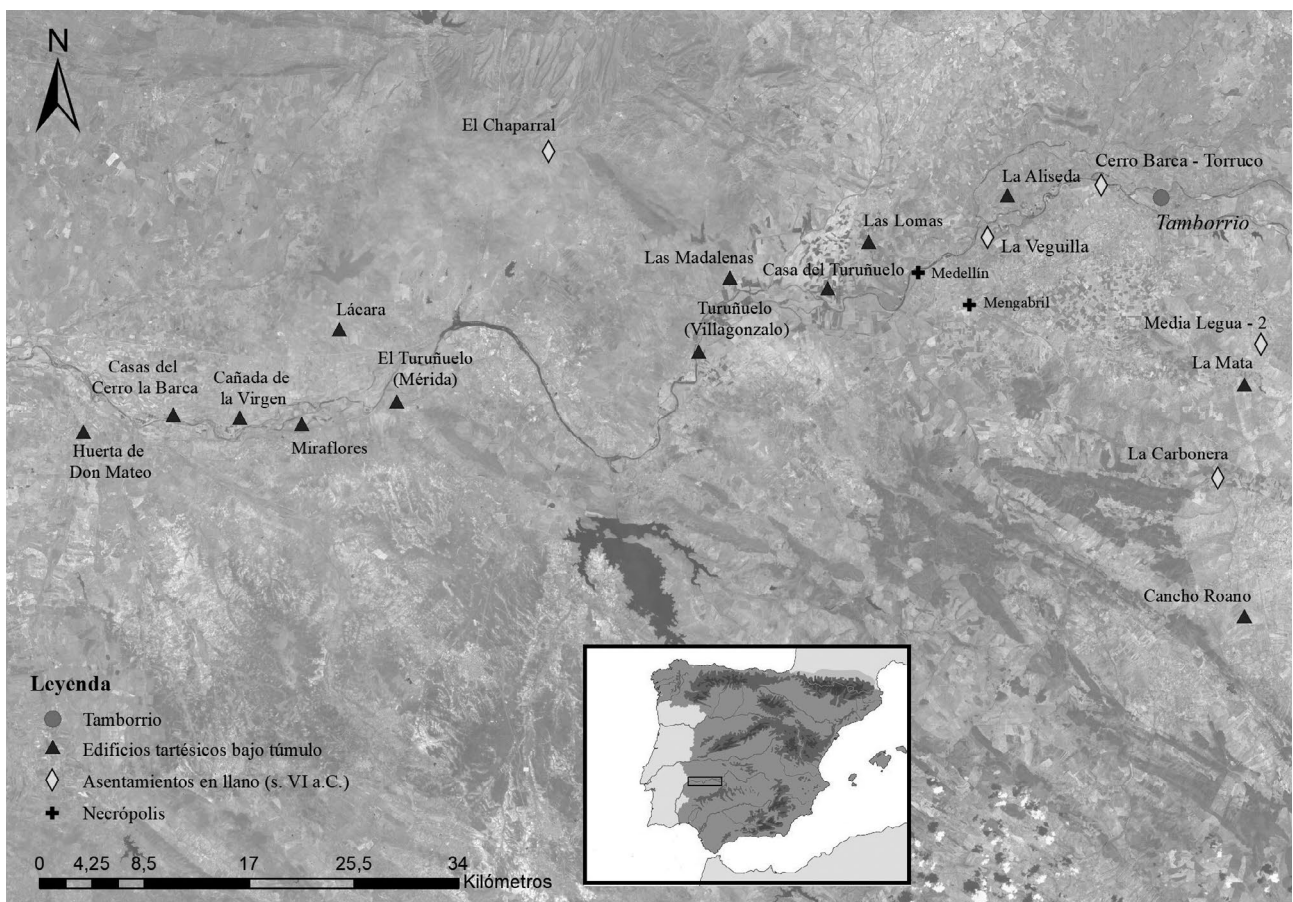 N
El Chaparral
Cerro Barca - Torruco
La Aliseda
Tamborrio
Las Lomas
La Veguilla
Las Madalenas
Casa del Turuñuelo
Medellín
Mengabril
Turuñuelo
(Villagonzalo)
Lácara
Media Legua - 2
La Mata
El Turuñuelo
(Mérida)
Casas del
Cerro la Barca
Cañada de
la Virgen
Miraflores
Huerta de
Don Mateo
La Carbonera
Cancho Roano
Leyenda
Tamborrio
Edificios tartésicos bajo túmulo
Asentamientos en llano (s. VI a.C.)
Necrópolis
0 4,25 8,5 17 25,5 34
Kilómetros